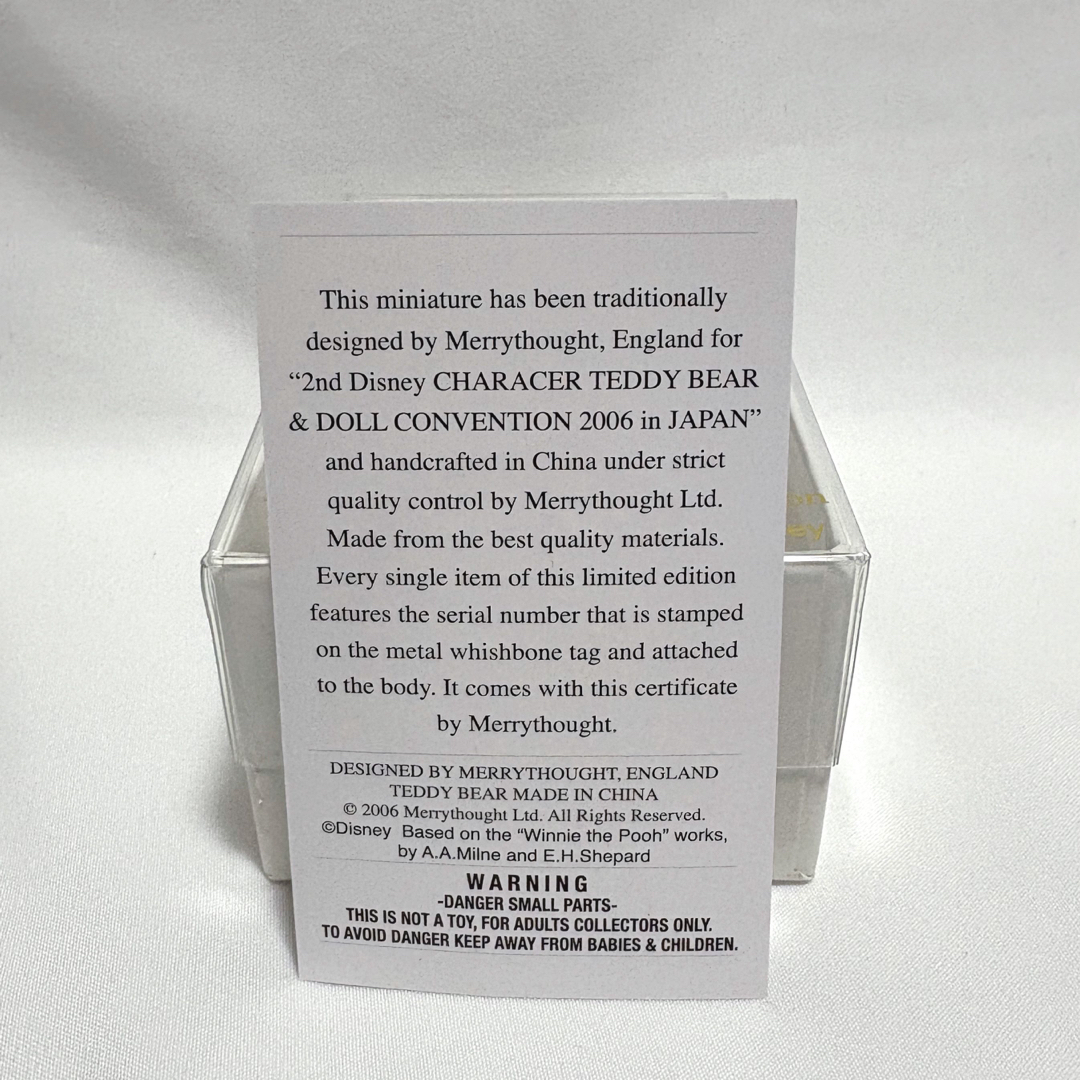 This miniature has been traditionally
designed by Merrythought, England for
“2nd Disney CHARACER TEDDY BEAR
& DOLL CONVENTION 2006 in JAPAN”
and handcrafted in China under strict
quality control by Merrythought Ltd.
Made from the best quality materials.
Every single item of this limited edition
features the serial number that is stamped
on the metal whishbone tag and attached
to the body. It comes with this certificate
by Merrythought.
DESIGNED BY MERRYTHOUGHT, ENGLAND
TEDDY BEAR MADE IN CHINA
© 2006 Merrythought Ltd. All Rights Reserved.
©Disney Based on the “Winnie the Pooh” works,
by A.A.Milne and E.H.Shepard
WARNING
-DANGER SMALL PARTS-
THIS IS NOT A TOY, FOR ADULTS COLLECTORS ONLY.
TO AVOID DANGER KEEP AWAY FROM BABIES & CHILDREN.